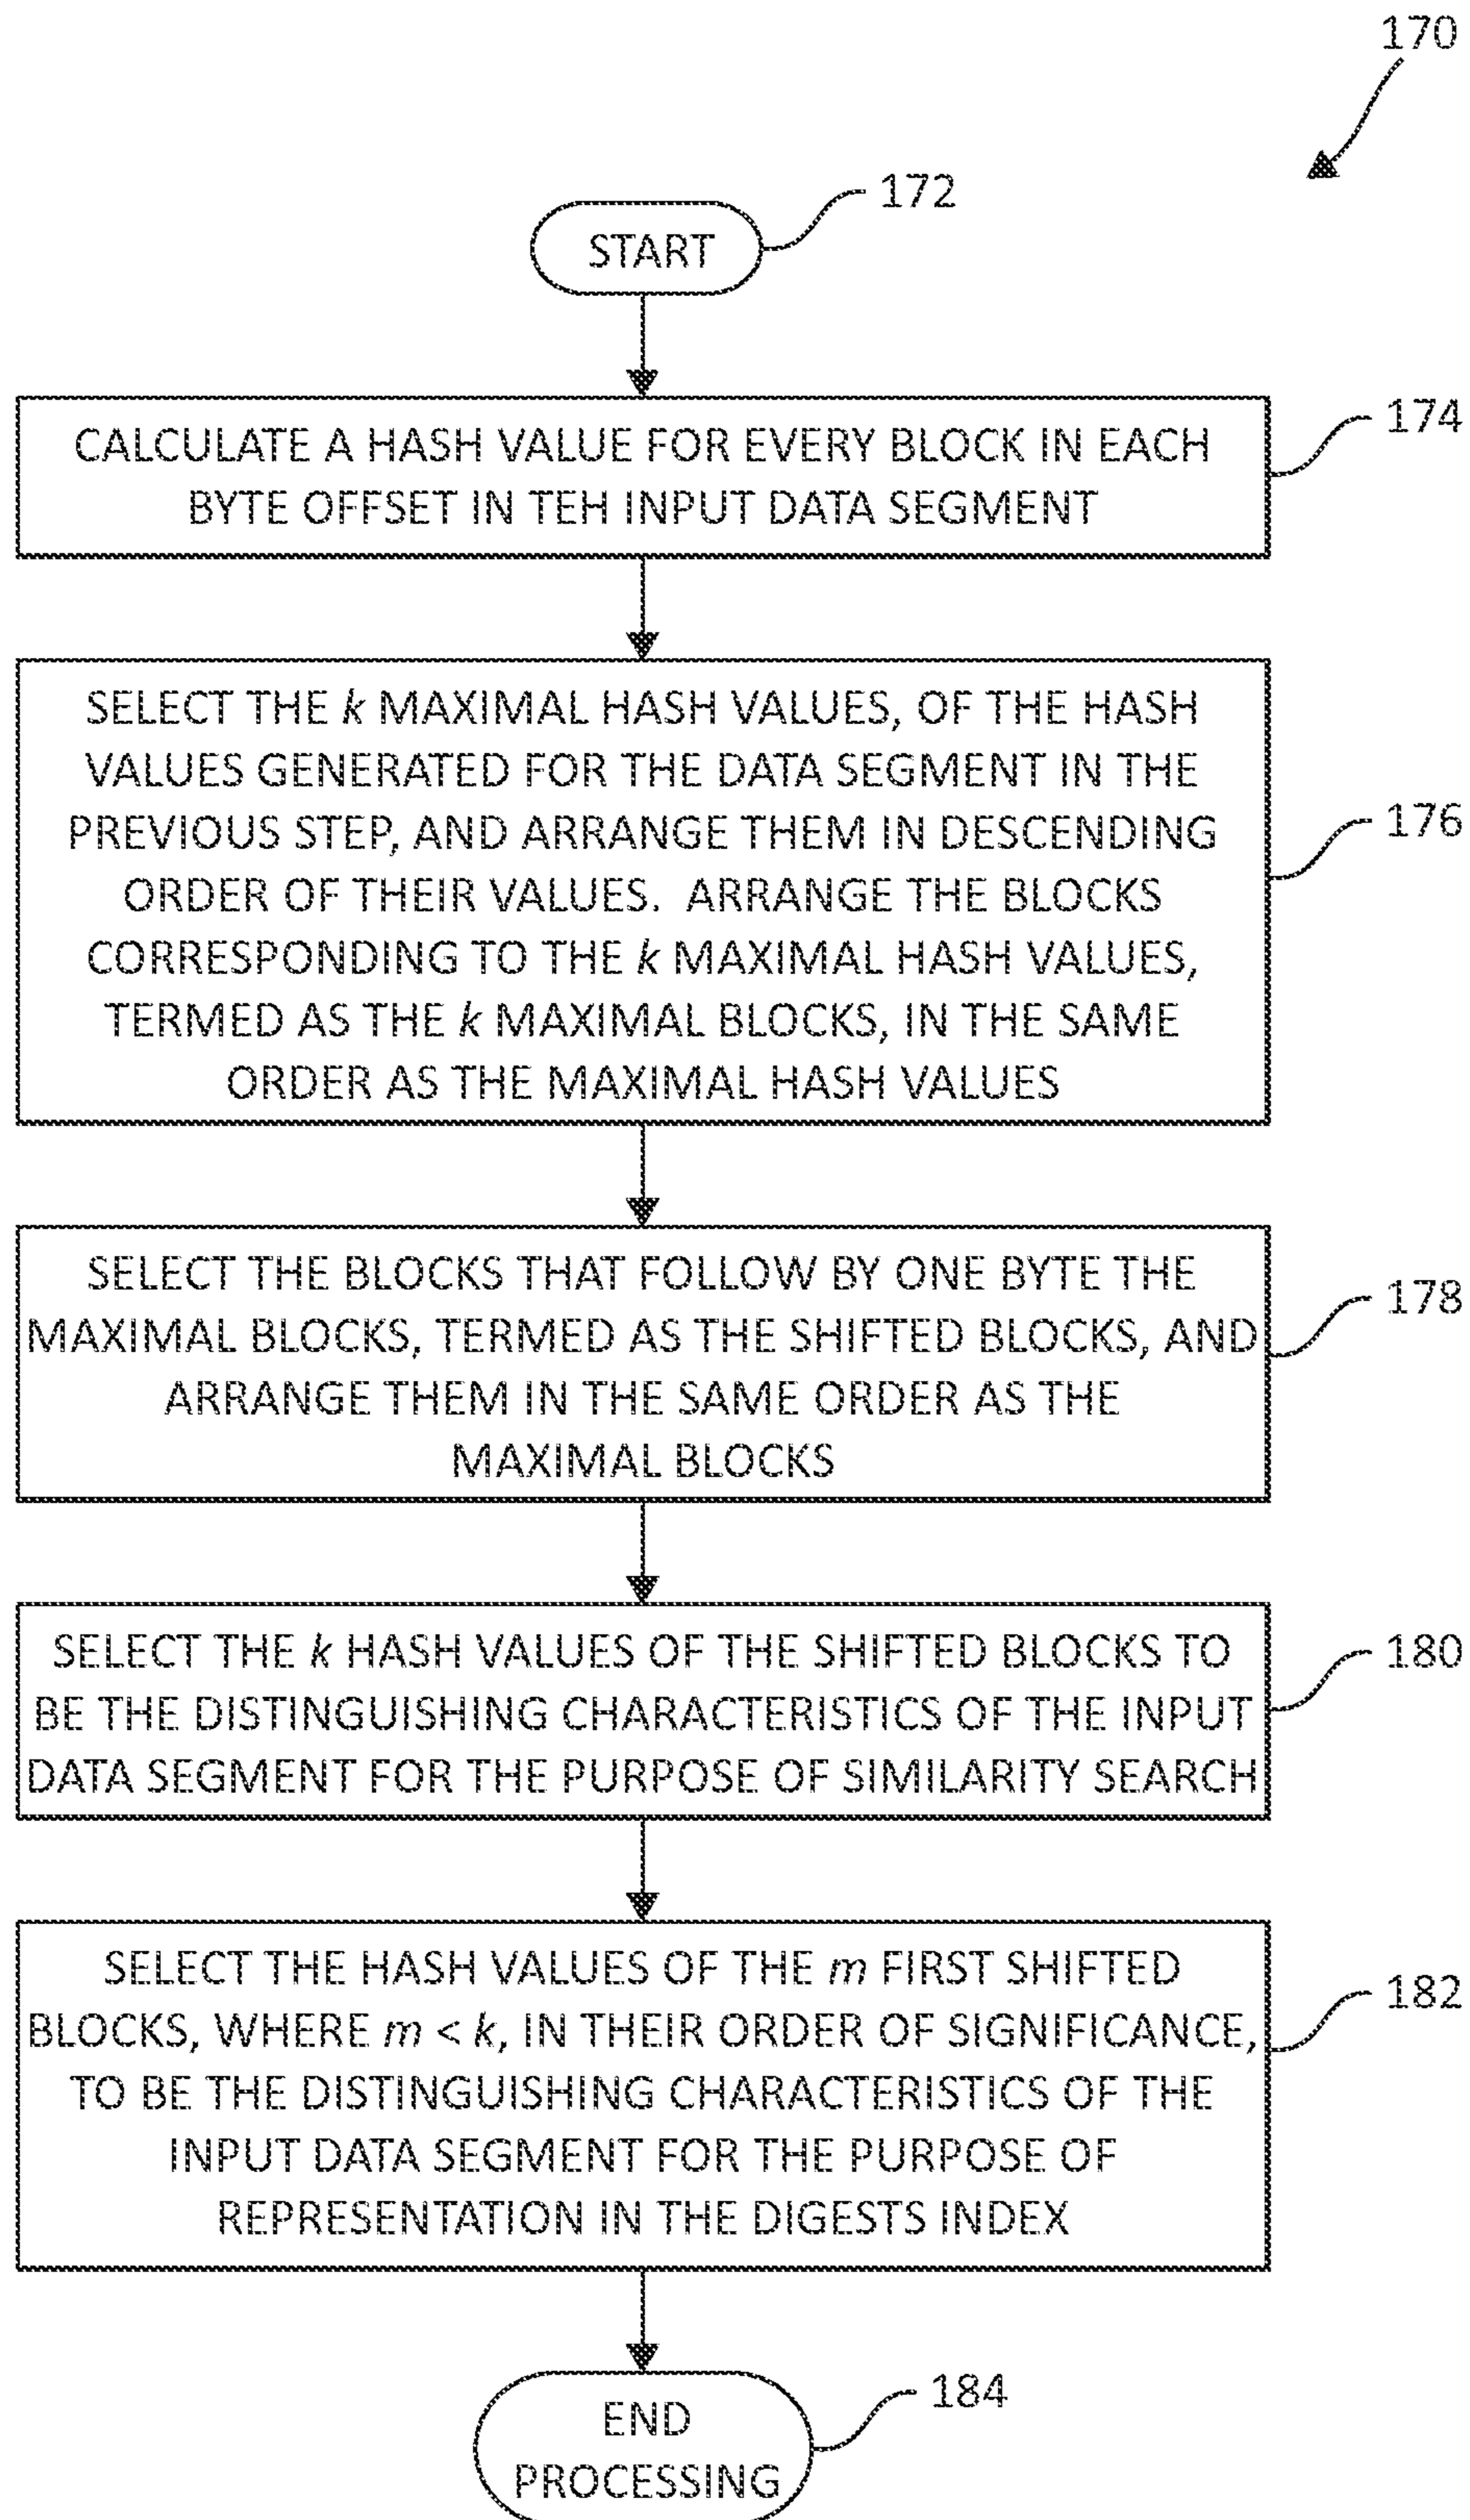 170
172
START
174
CALCULATE A HASH VALUE FOR EVERY BLOCK IN EACH
BYTE OFFSET IN TEH INPUT DATA SEGMENT
176
SELECT THE k MAXIMAL HASH VALUES, OF THE HASH
VALUES GENERATED FOR THE DATA SEGMENT IN THE
PREVIOUS STEP, AND ARRANGE THEM IN DESCENDING
ORDER OF THEIR VALUES.  ARRANGE THE BLOCKS
CORRESPONDING TO THE k MAXIMAL HASH VALUES,
TERMED AS THE k MAXIMAL BLOCKS, IN THE SAME
ORDER AS THE MAXIMAL HASH VALUES
178
SELECT THE BLOCKS THAT FOLLOW BY ONE BYTE THE
MAXIMAL BLOCKS, TERMED AS THE SHIFTED BLOCKS, AND
ARRANGE THEM IN THE SAME ORDER AS THE
MAXIMAL BLOCKS
180
SELECT THE k HASH VALUES OF THE SHIFTED BLOCKS TO
BE THE DISTINGUISHING CHARACTERISTICS OF THE INPUT
DATA SEGMENT FOR THE PURPOSE OF SIMILARITY SEARCH
182
SELECT THE HASH VALUES OF THE m FIRST SHIFTED
BLOCKS, WHERE m < k, IN THEIR ORDER OF SIGNIFICANCE,
TO BE THE DISTINGUISHING CHARACTERISTICS OF THE
INPUT DATA SEGMENT FOR THE PURPOSE OF
REPRESENTATION IN THE DIGESTS INDEX
184
END
PROCESSING